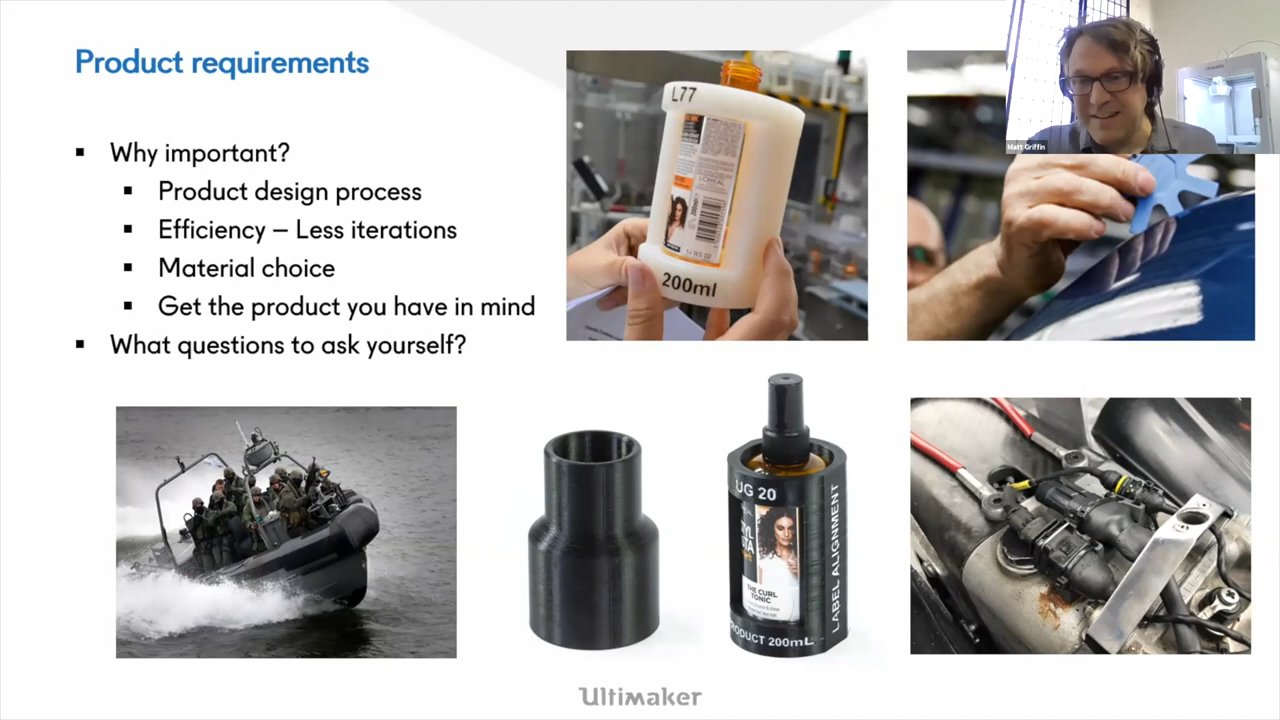 Product requirements
Why important?
Product design process
Efficiency – Less iterations
Material choice
Get the product you have in mind
What questions to ask yourself?
L77
200ml
Matt Griffin
UG 20
THE CURL
TONIC
LABEL ALIGNMENT
PRODUCT 200mL
Ultimaker